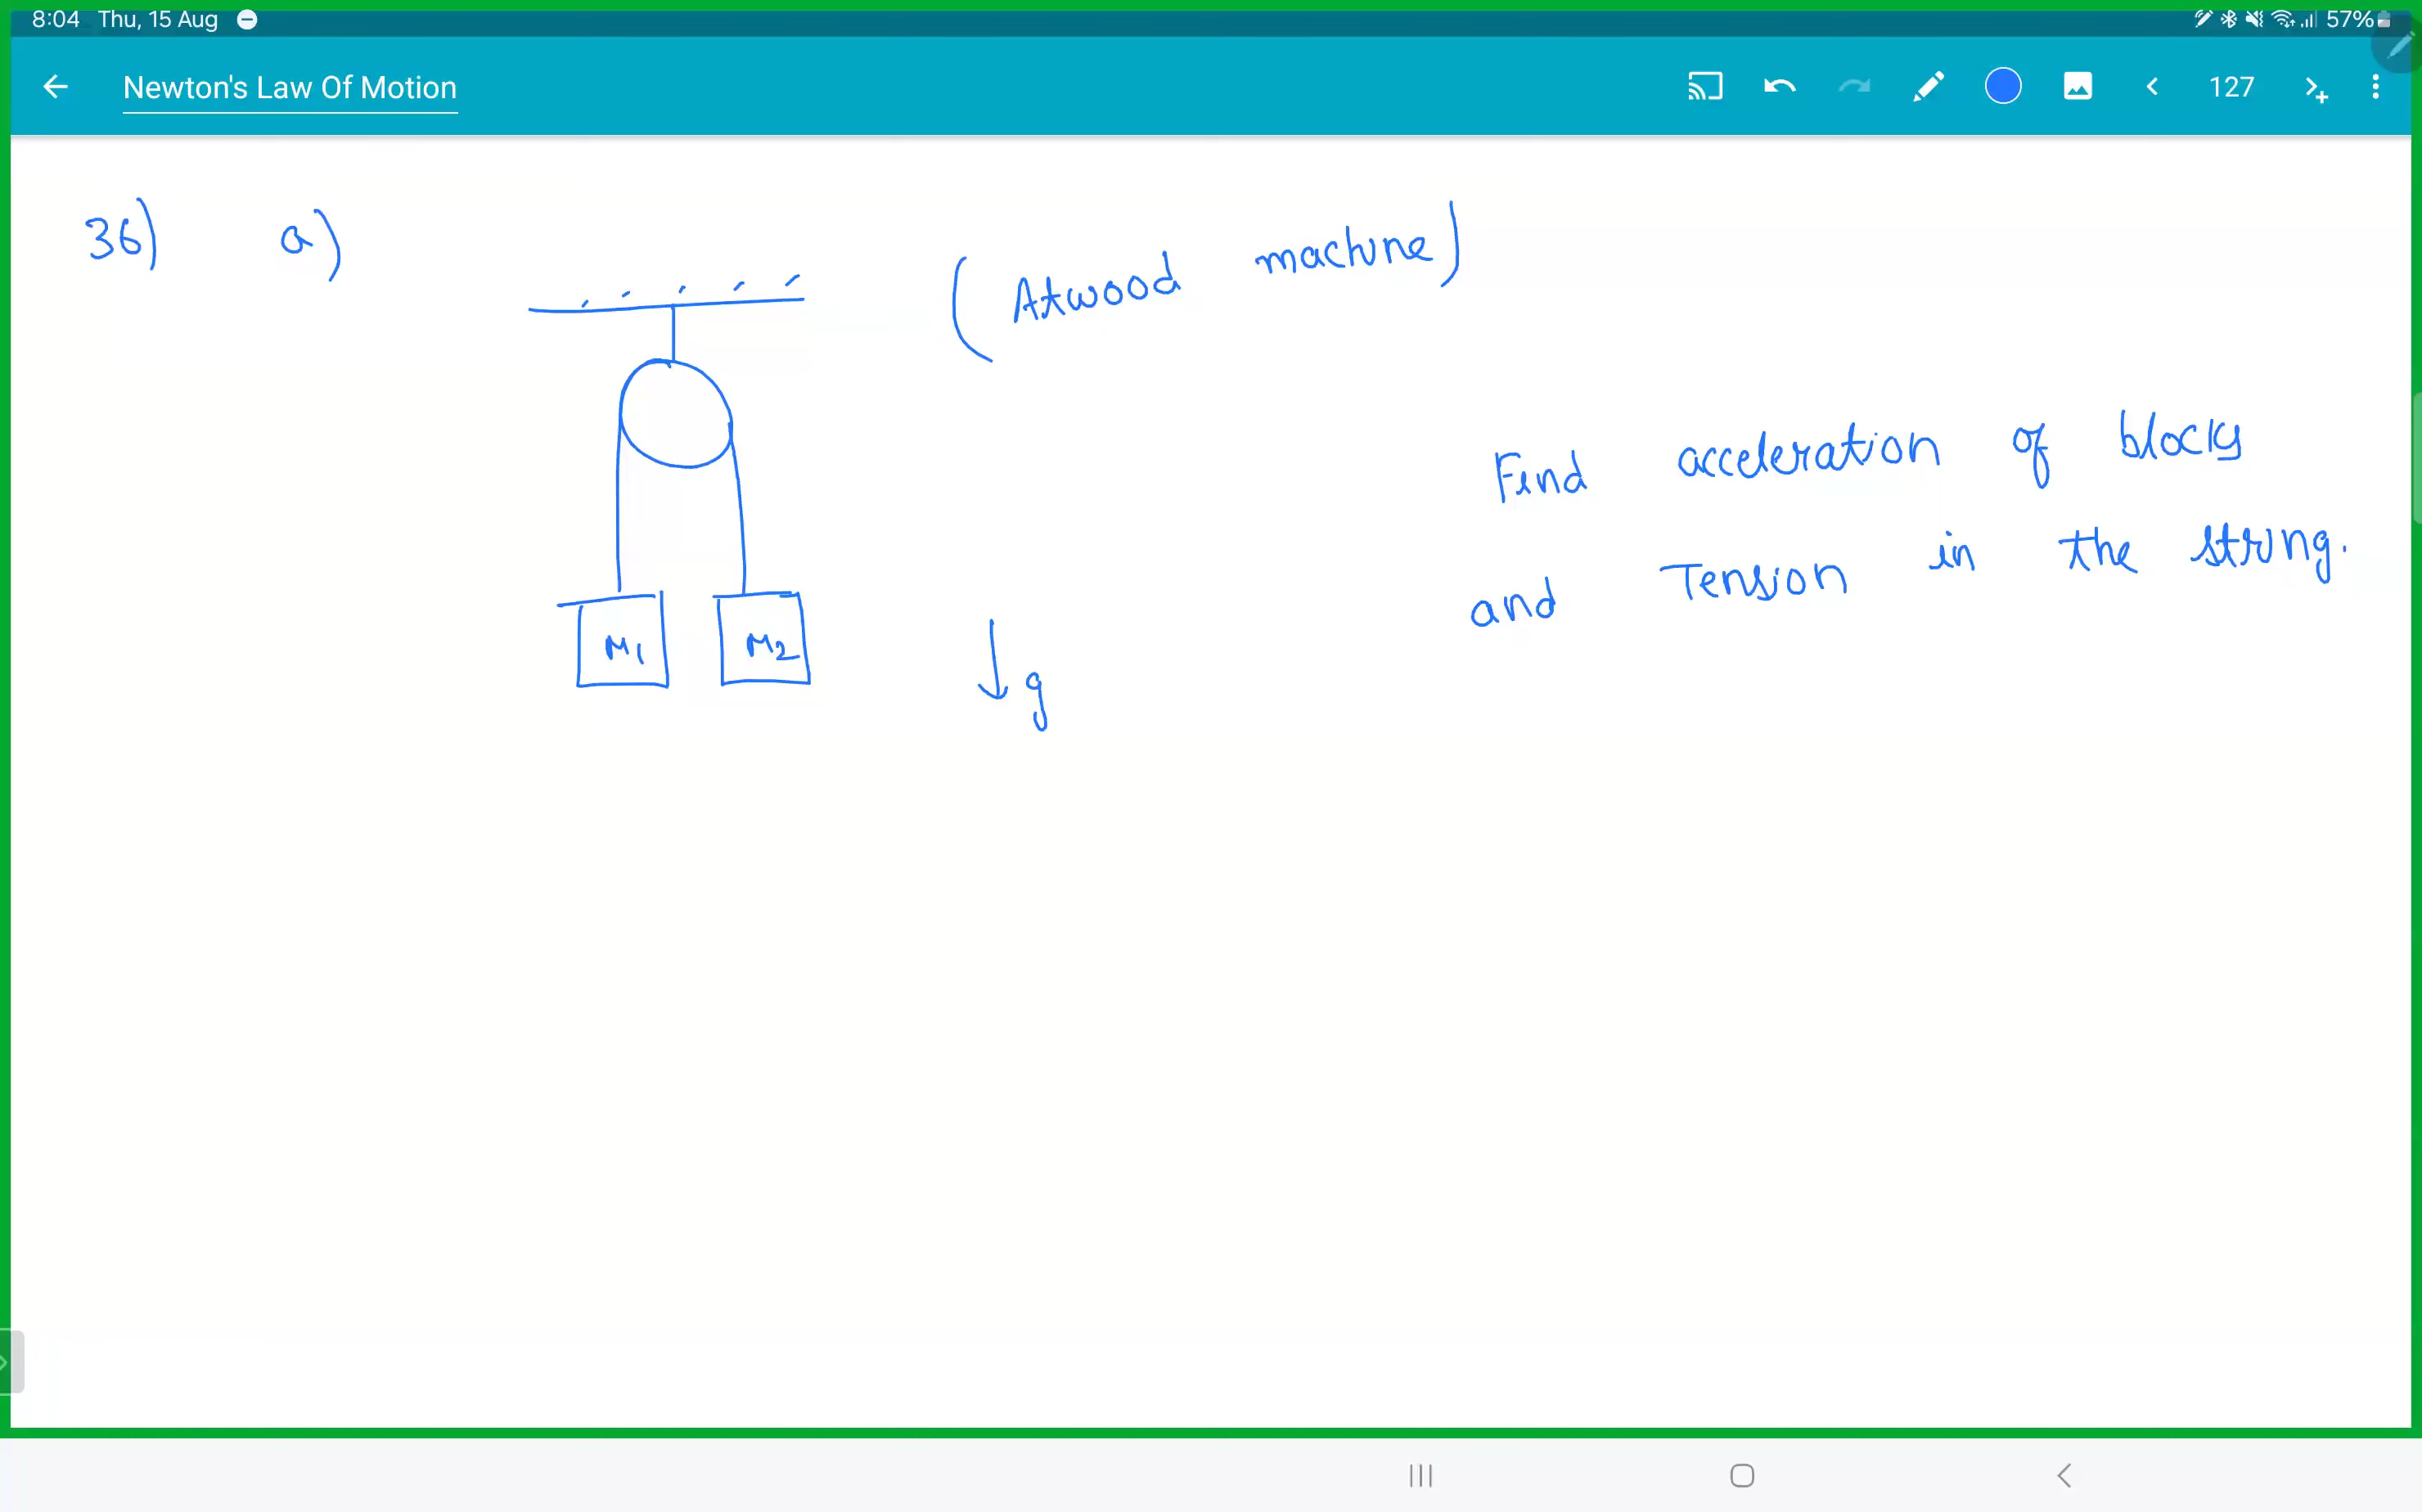 8:04 Thu, 15 Aug 57%
Newton's Law Of Motion 127
36) a) (Atwood machine)
Find acceleration of blocks
and Tension in the string.
M1 M2
g